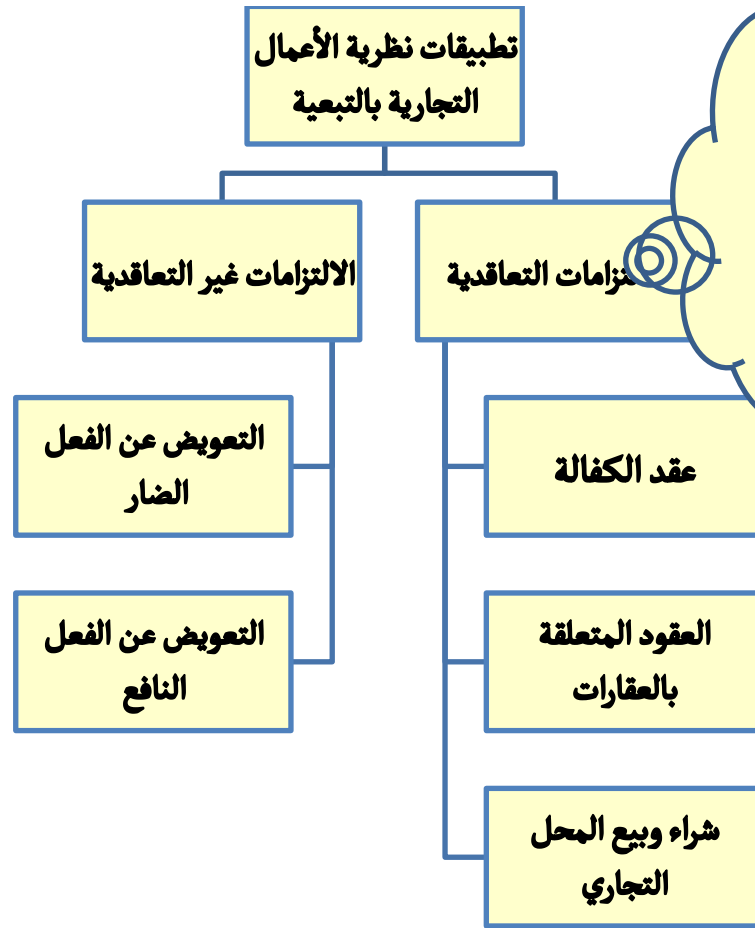 تطبيقات نظرية الأعمال
التجارية بالتبعية
التزامات التعاقدية
الالتزامات غير التعاقدية
عقد الكفالة
العقود المتعلقة
بالعقارات
شراء وبيع المحل
التجاري
التعويض عن الفعل
الضار
التعويض عن الفعل
النافع